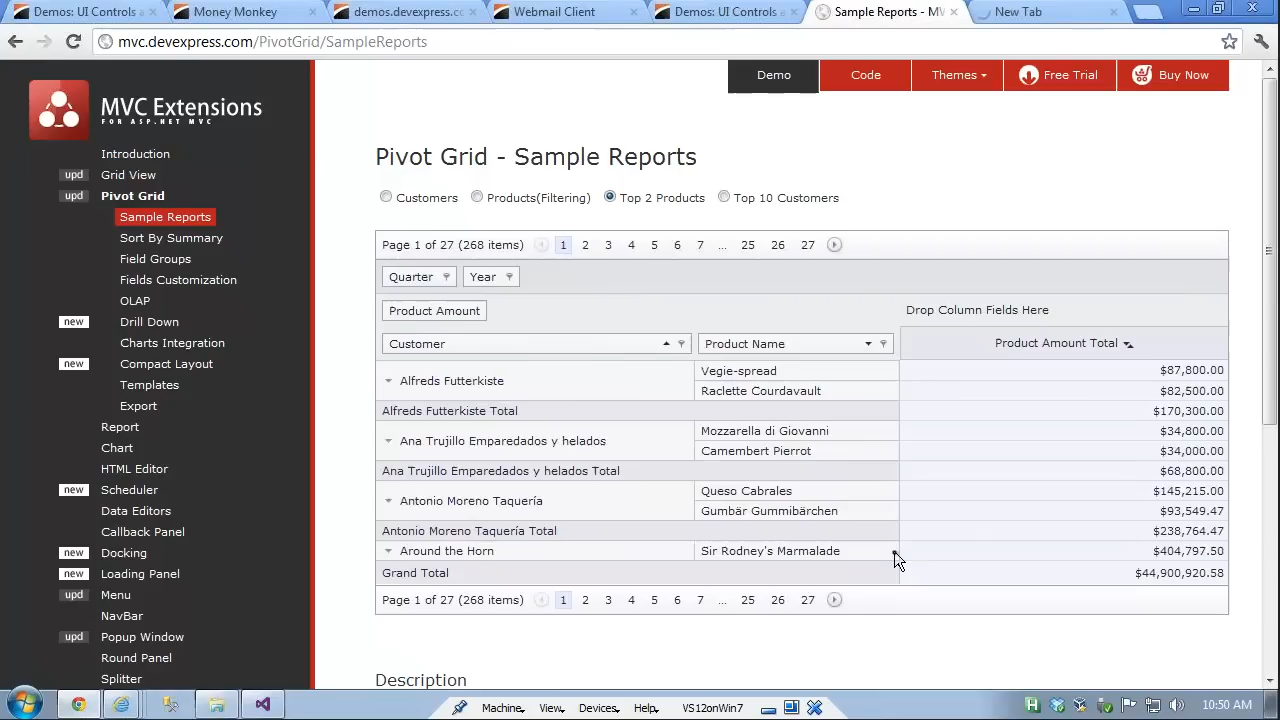 Demos: UI Controls a
Money Monkey
demos.devexpress.co
Webmail Client
Demos: UI Controls a
Sample Reports - MV
New Tab
mvc.devexpress.com/PivotGrid/SampleReports
MVC Extensions
FOR ASP.NET MVC
Introduction
upd Grid View
upd Pivot Grid
Sample Reports
Sort By Summary
Field Groups
Fields Customization
OLAP
new Drill Down
Charts Integration
new Compact Layout
Templates
Export
Report
Chart
HTML Editor
new Scheduler
Data Editors
Callback Panel
new Docking
new Loading Panel
upd Menu
NavBar
upd Popup Window
Round Panel
Splitter
Demo Code Themes Free Trial Buy Now
Pivot Grid - Sample Reports
Customers Products(Filtering) Top 2 Products Top 10 Customers
Page 1 of 27 (268 items) 1 2 3 4 5 6 7 ... 25 26 27
Quarter Year
Product Amount Drop Column Fields Here
Customer Product Name Product Amount Total
Alfreds Futterkiste Vegie-spread $87,800.00
Raclette Courdavault $82,500.00
Alfreds Futterkiste Total $170,300.00
Ana Trujillo Emparedados y helados Mozzarella di Giovanni $34,800.00
Camembert Pierrot $34,000.00
Ana Trujillo Emparedados y helados Total $68,800.00
Antonio Moreno Taquería Queso Cabrales $145,215.00
Gumbär Gummibärchen $93,549.47
Antonio Moreno Taquería Total $238,764.47
Around the Horn Sir Rodney's Marmalade $404,797.50
Grand Total $44,900,920.58
Page 1 of 27 (268 items) 1 2 3 4 5 6 7 ... 25 26 27
Description
Machine View Devices Help VS12onWin7
10:50 AM